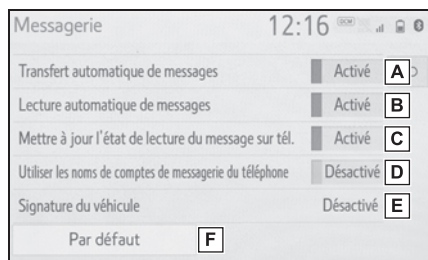 Messagerie 12:16 DCM
Transfert automatique de messages Activé A
Lecture automatique de messages Activé B
Mettre à jour l'état de lecture du message sur tél. Activé C
Utiliser les noms de comptes de messagerie du téléphone Désactivé D
Signature du véhicule Désactivé E
Par défaut F